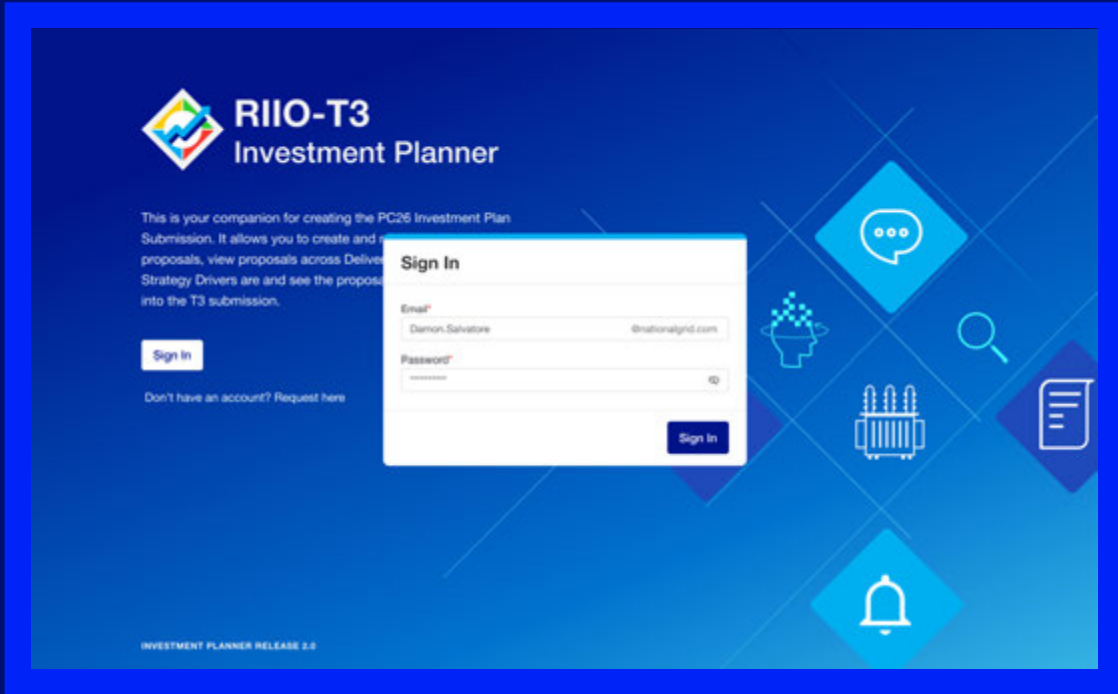 RIIO-T3
Investment Planner
This is your companion for creating the PC26 Investment Plan
Submission. It allows you to create and
proposals, view proposals across
Strategy Drivers are and see the
into the T3 submission.
Sign In
Don't have an account? Request here
Sign In
Email*
Damon.Salvatore @nationalgrid.com
Password*
Sign In
INVESTMENT PLANNER RELEASE 2.0